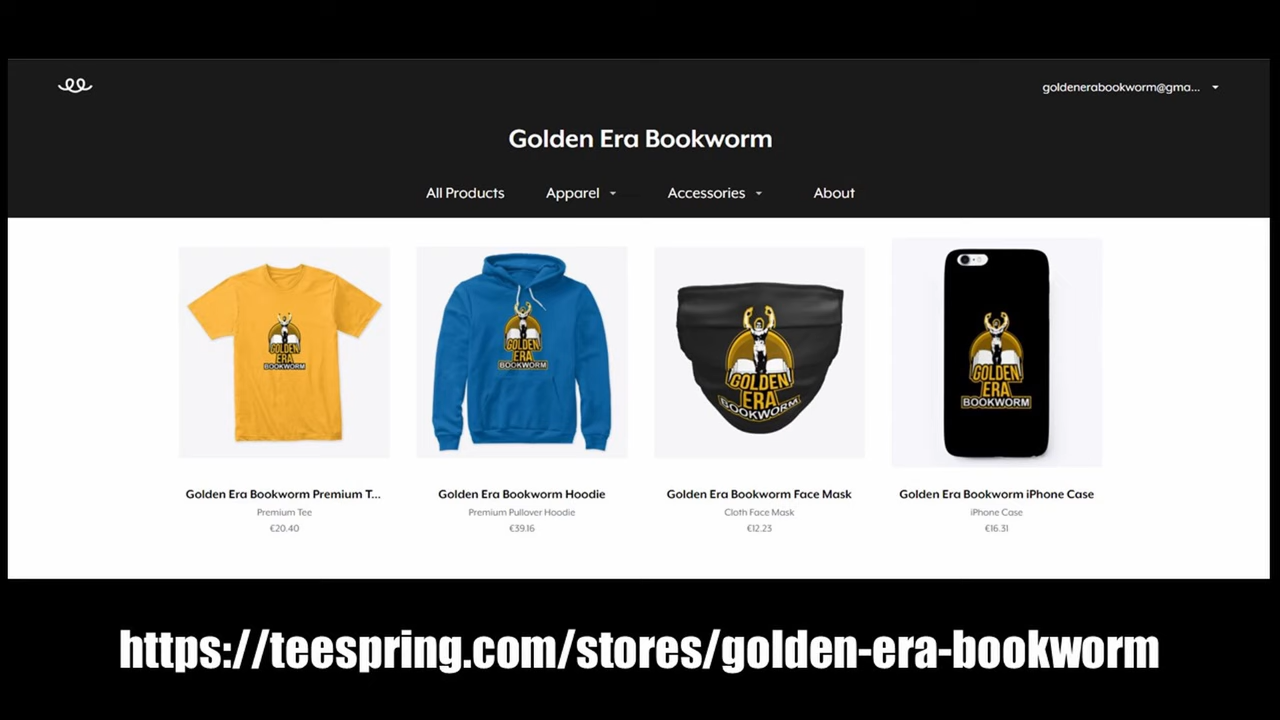 goldenerabookworm@gma...
Golden Era Bookworm
All Products Apparel Accessories About
GOLDEN
ERA
BOOKWORM
GOLDEN
ERA
BOOKWORM
GOLDEN
ERA
BOOKWORM
GOLDEN
ERA
BOOKWORM
Golden Era Bookworm Premium T...
Premium Tee
€20.40
Golden Era Bookworm Hoodie
Premium Pullover Hoodie
€39.16
Golden Era Bookworm Face Mask
Cloth Face Mask
€12.23
Golden Era Bookworm iPhone Case
iPhone Case
€16.31
https://teespring.com/stores/golden-era-bookworm